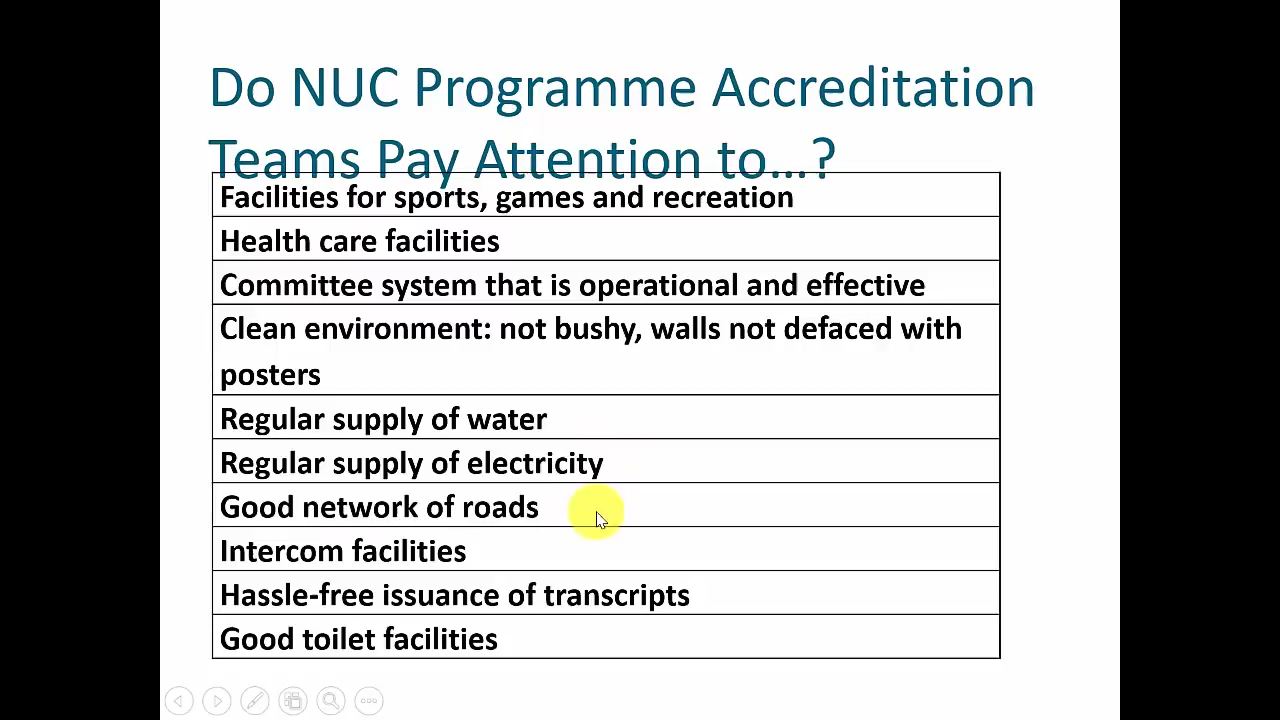 Do NUC Programme Accreditation
Teams Pay Attention to...?
Facilities for sports, games and recreation
Health care facilities
Committee system that is operational and effective
Clean environment: not bushy, walls not defaced with
posters
Regular supply of water
Regular supply of electricity
Good network of roads
Intercom facilities
Hassle-free issuance of transcripts
Good toilet facilities